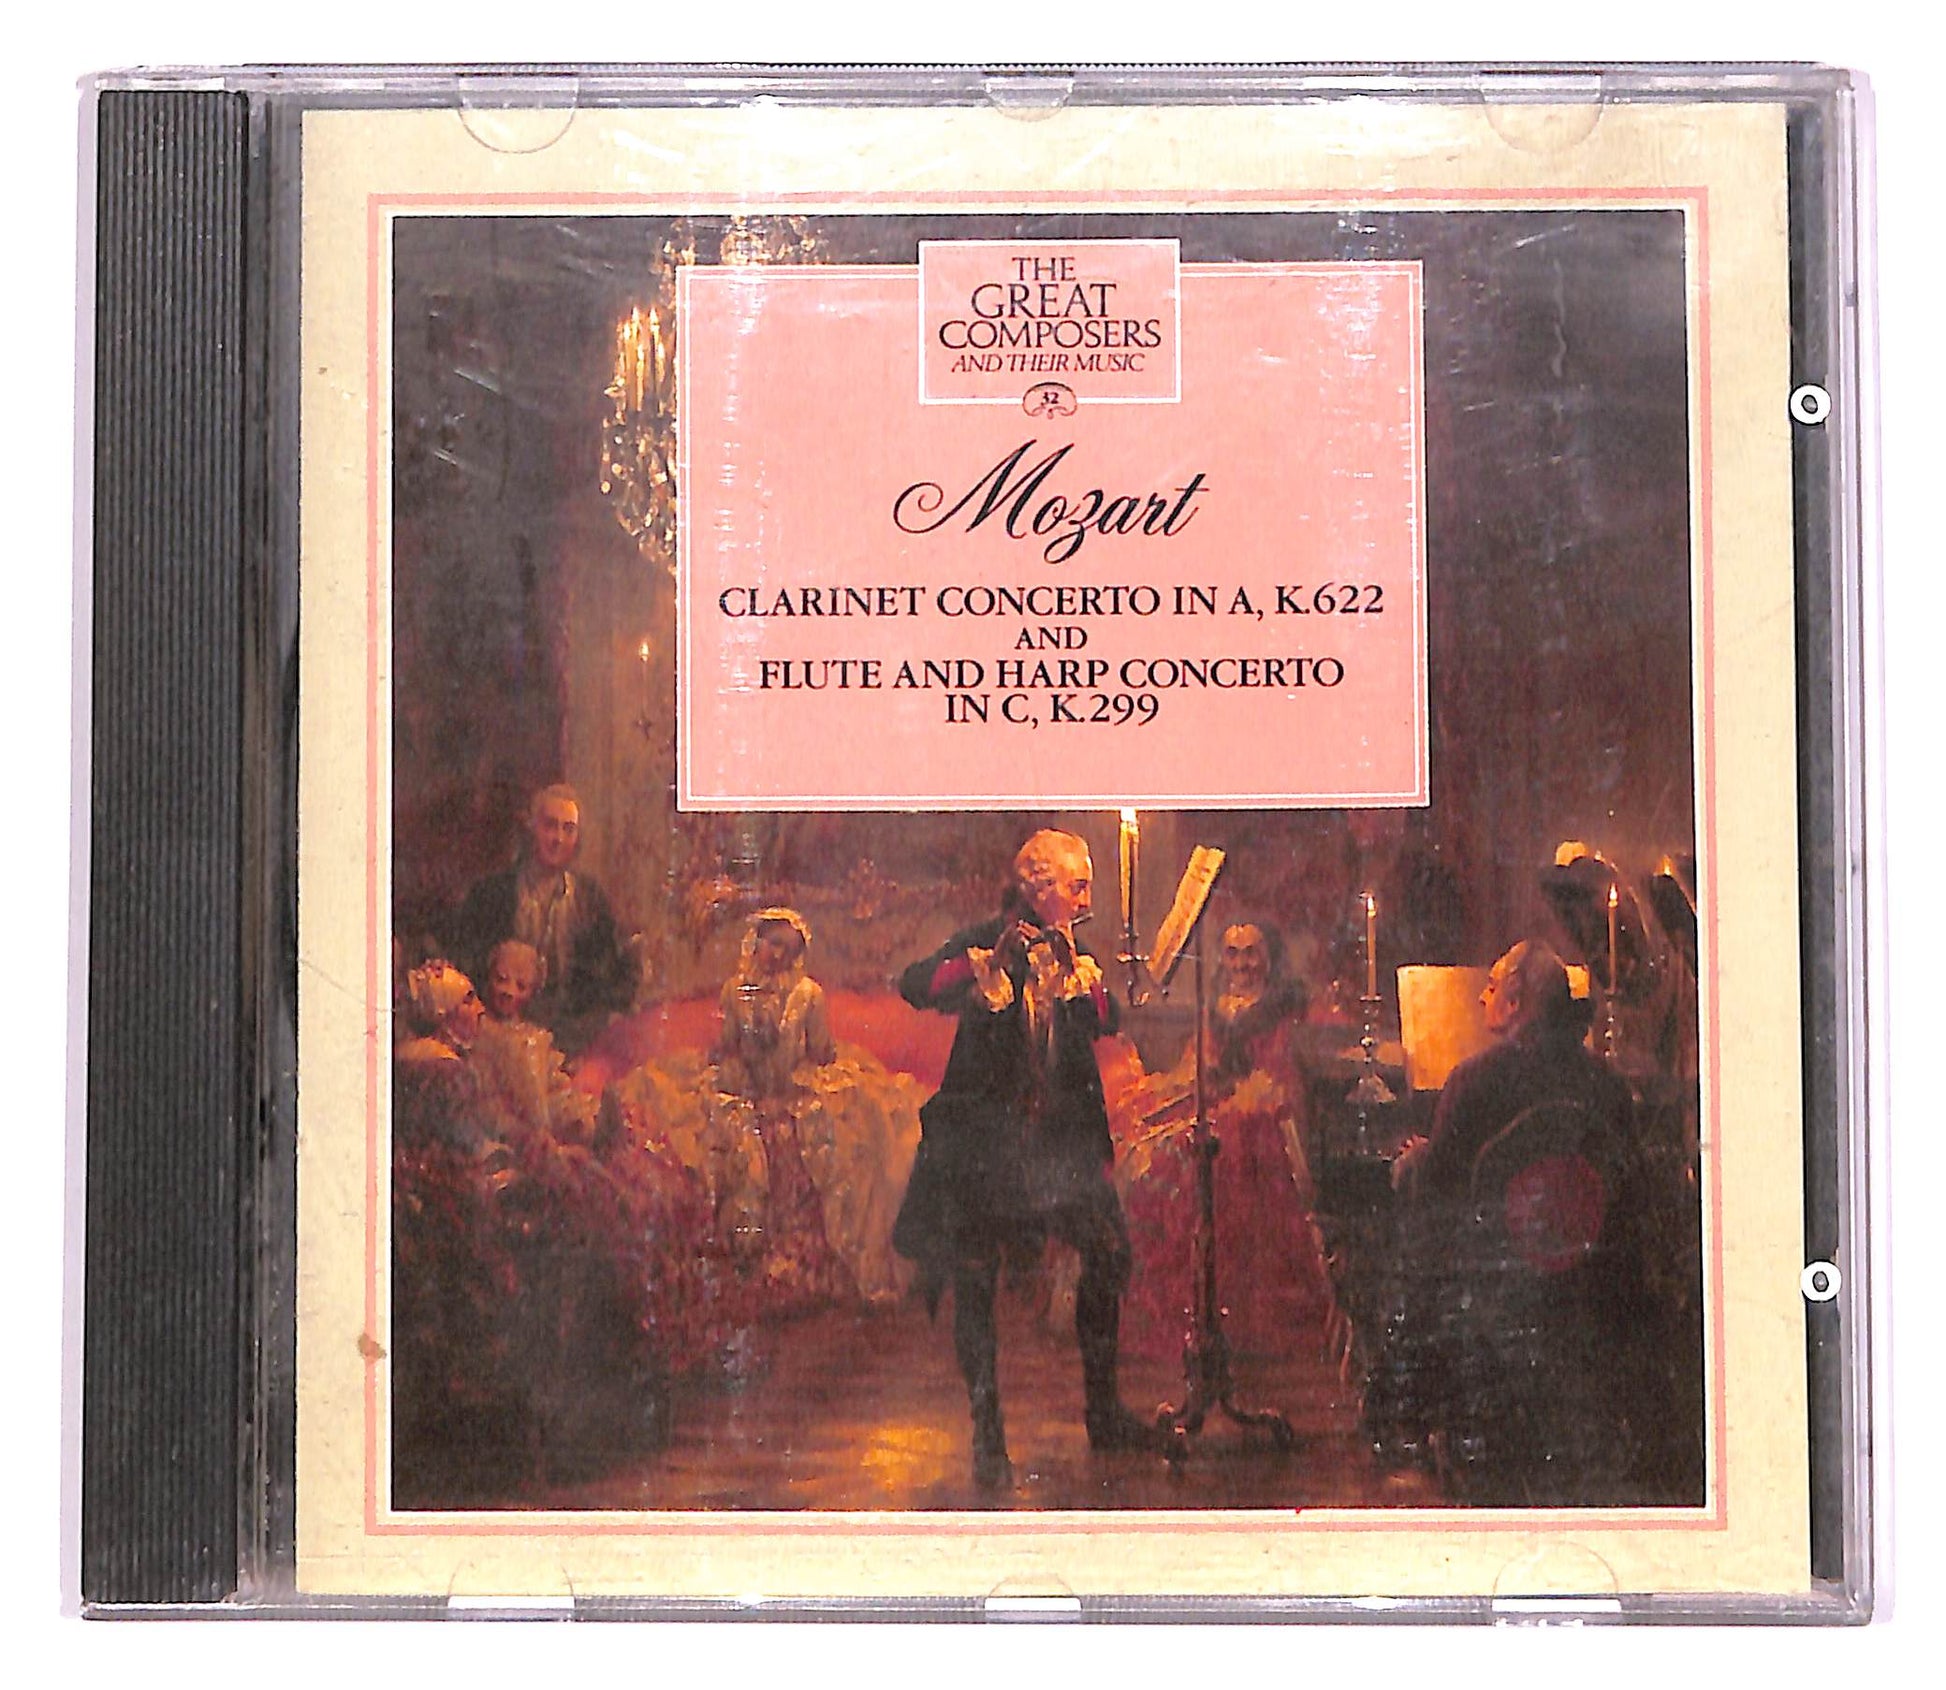 THE
GREAT
COMPOSERS
AND THEIR MUSIC
32
Mozart
CLARINET CONCERTO IN A, K.622
AND
FLUTE AND HARP CONCERTO
IN C, K.299